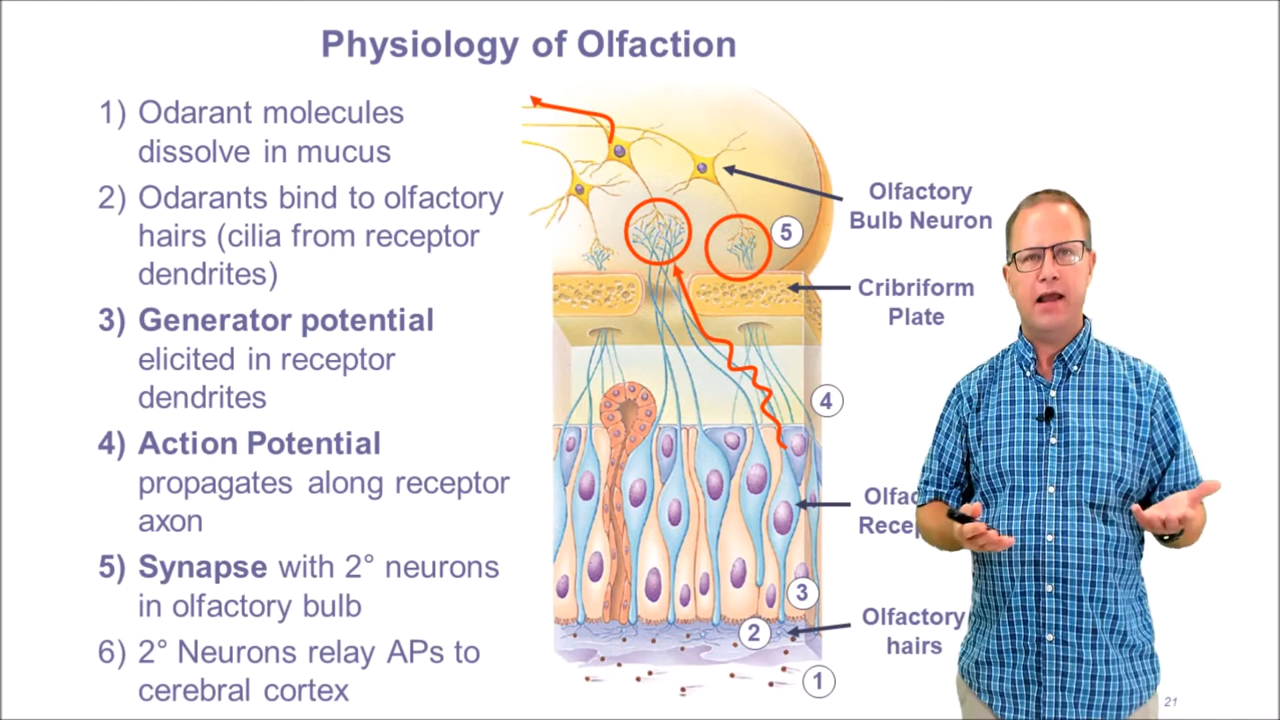 Physiology of Olfaction
1) Odarant molecules
dissolve in mucus
2) Odarants bind to olfactory
hairs (cilia from receptor
dendrites)
3) Generator potential
elicited in receptor
dendrites
4) Action Potential
propagates along receptor
axon
5) Synapse with 2° neurons
in olfactory bulb
6) 2° Neurons relay APs to
cerebral cortex
Olfactory
Bulb Neuron
5
Cribriform
Plate
4
3
Olfactory
hairs
2
1
21